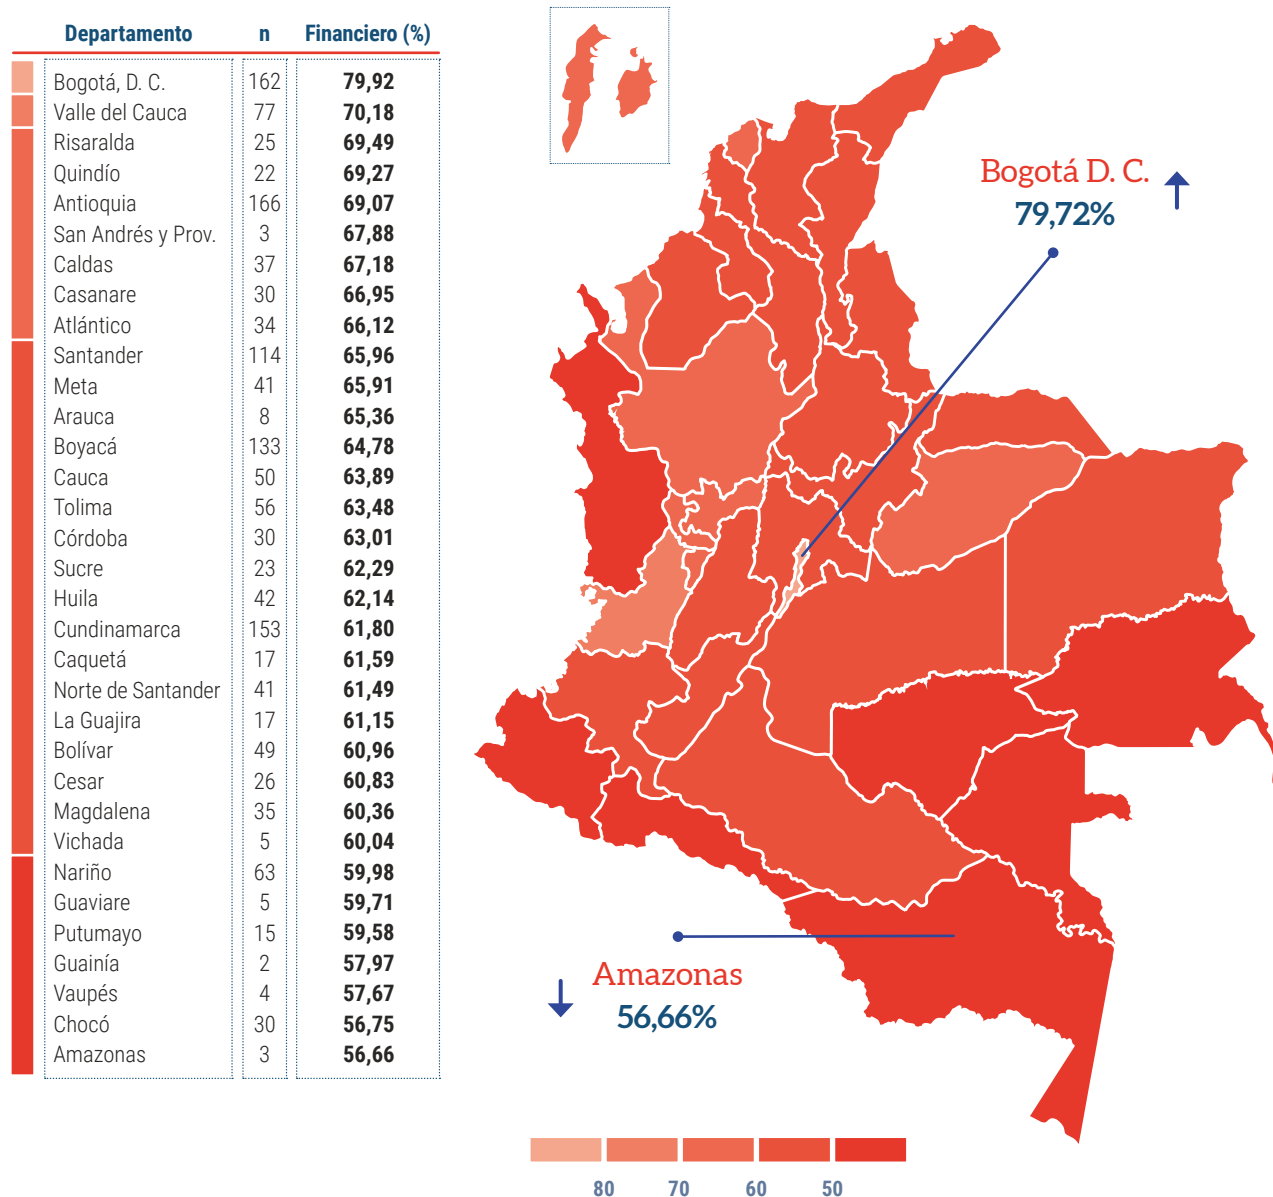 Departamento n Financiero (%)
Bogotá, D. C. 162 79,92
Valle del Cauca 77 70,18
Risaralda 25 69,49
Quindío 22 69,27
Antioquia 166 69,07
San Andrés y Prov. 3 67,88
Caldas 37 67,18
Casanare 30 66,95
Atlántico 34 66,12
Santander 114 65,96
Meta 41 65,91
Arauca 8 65,36
Boyacá 133 64,78
Cauca 50 63,89
Tolima 56 63,48
Córdoba 30 63,01
Sucre 23 62,29
Huila 42 62,14
Cundinamarca 153 61,80
Caquetá 17 61,59
Norte de Santander 41 61,49
La Guajira 17 61,15
Bolívar 49 60,96
Cesar 26 60,83
Magdalena 35 60,36
Vichada 5 60,04
Nariño 63 59,98
Guaviare 5 59,71
Putumayo 15 59,58
Guainía 2 57,97
Vaupés 4 57,67
Chocó 30 56,75
Amazonas 3 56,66
Bogotá D. C.
79,72%
Amazonas
56,66%
80 70 60 50